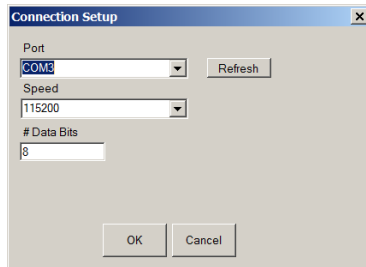 Connection Setup
Port
COM3
Refresh
Speed
115200
# Data Bits
8
OK
Cancel